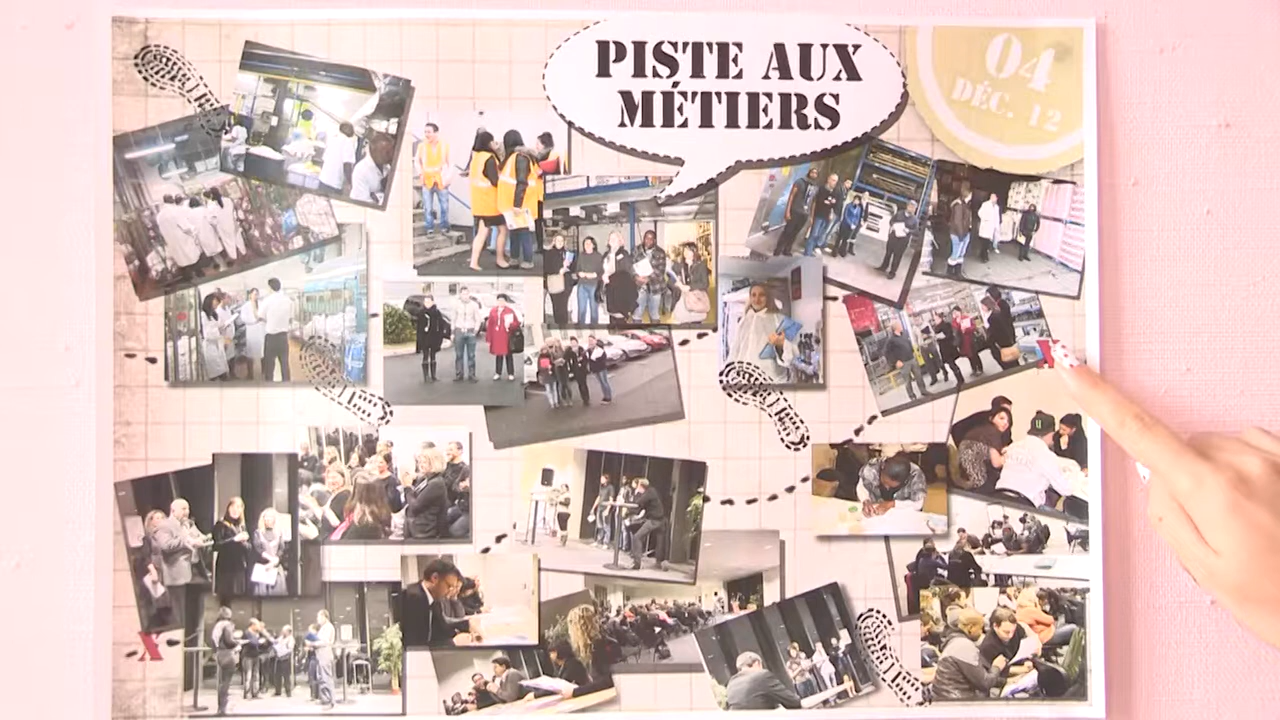 PISTE AUX
MÉTIERS
04
DÉC. 12
X